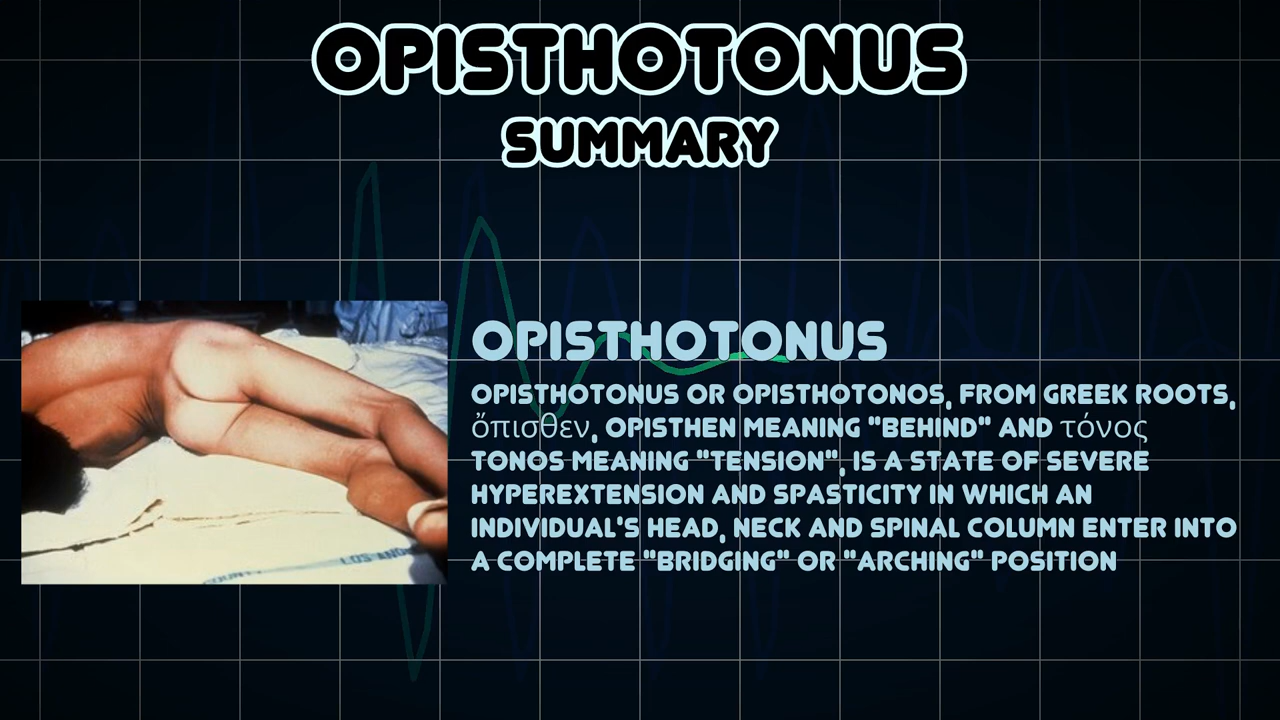 OPISTHOTONUS
SUMMARY
OPISTHOTONUS
OPISTHOTONUS OR OPISTHOTONOS, FROM GREEK ROOTS,
ὄπισθεν, OPISTHEN MEANING "BEHIND" AND τόνος
TONOS MEANING "TENSION", IS A STATE OF SEVERE
HYPEREXTENSION AND SPASTICITY IN WHICH AN
INDIVIDUAL'S HEAD, NECK AND SPINAL COLUMN ENTER INTO
A COMPLETE "BRIDGING" OR "ARCHING" POSITION
LOS